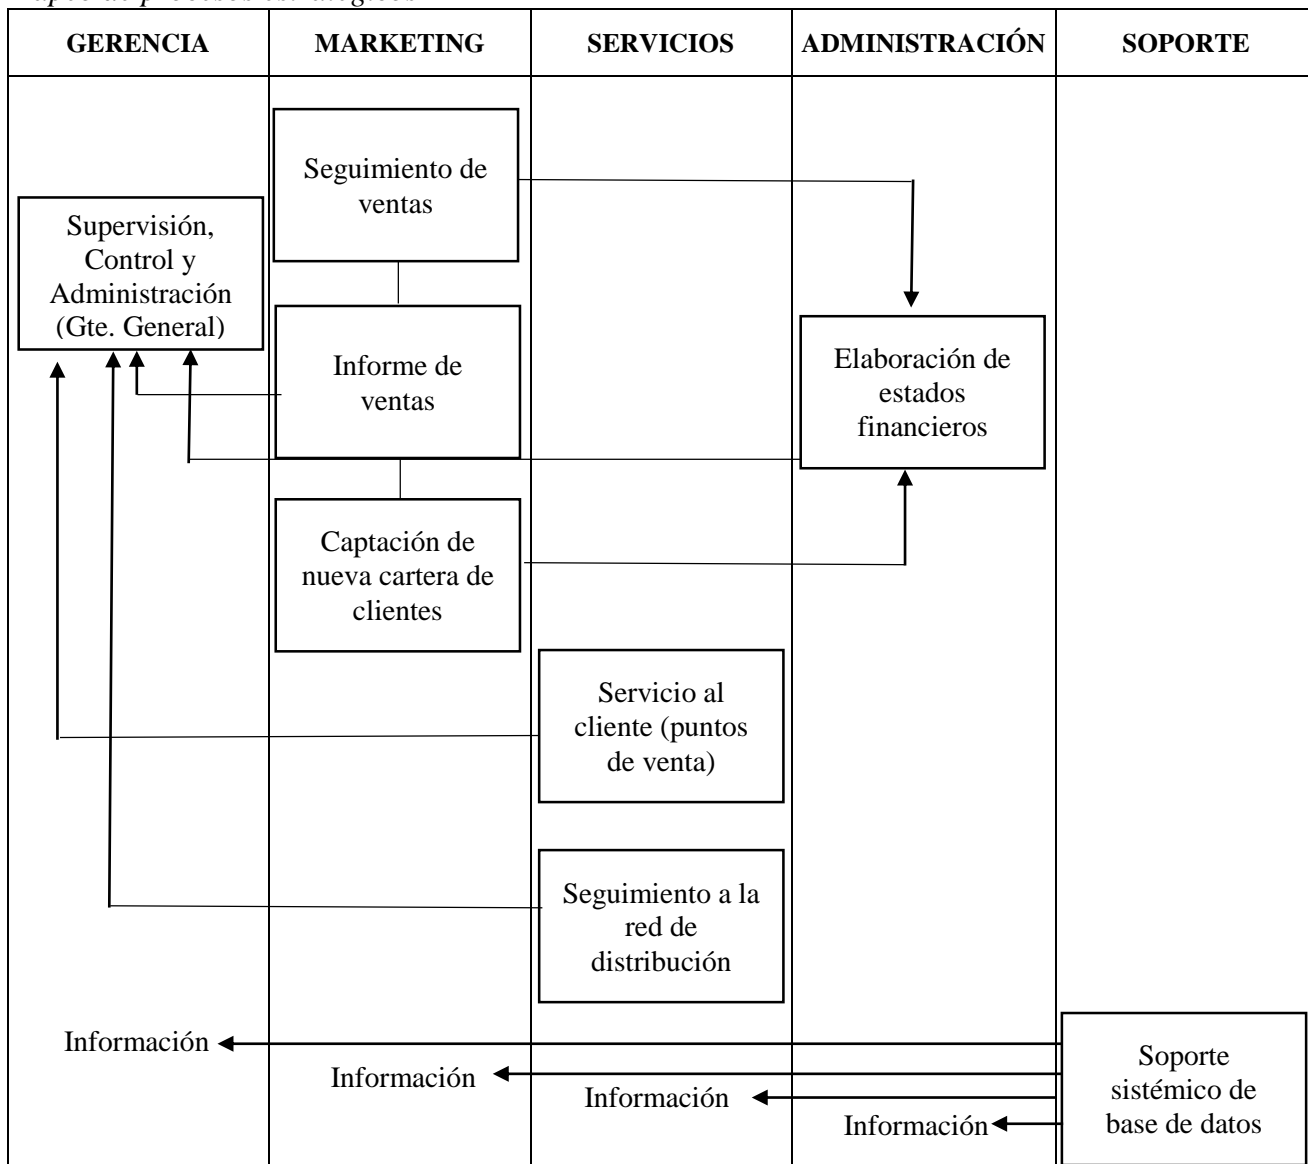 GERENCIA
MARKETING
SERVICIOS
ADMINISTRACIÓN
SOPORTE
Seguimiento de
ventas
Supervisión,
Control y
Administración
(Gte. General)
Informe de
ventas
Elaboración de
estados
financieros
Captación de
nueva cartera de
clientes
Servicio al
cliente (puntos
de venta)
Seguimiento a la
red de
distribución
Información
Información
Información
Información
Soporte
sistémico de
base de datos